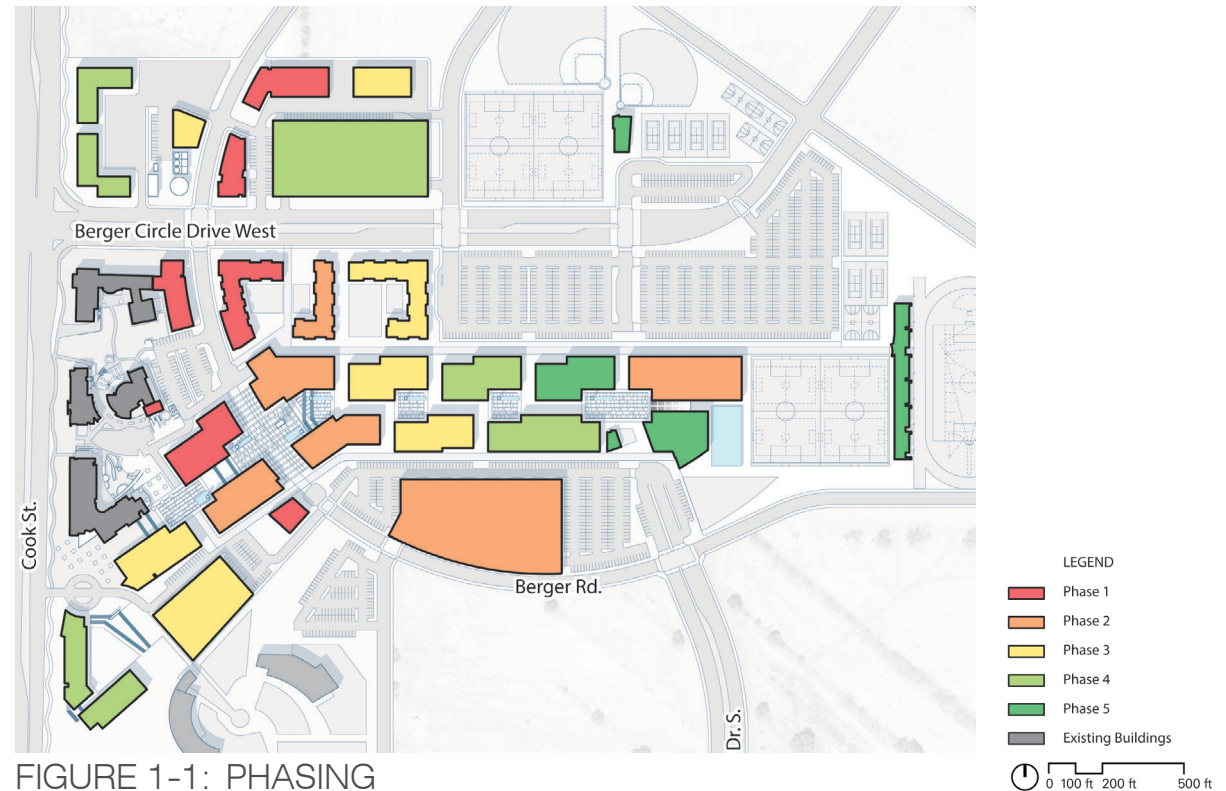 Berger Circle Drive West
Cook St.
Berger Rd.
Dr. S.
LEGEND
Phase 1
Phase 2
Phase 3
Phase 4
Phase 5
Existing Buildings
0 100 ft 200 ft 500 ft
FIGURE 1-1: PHASING